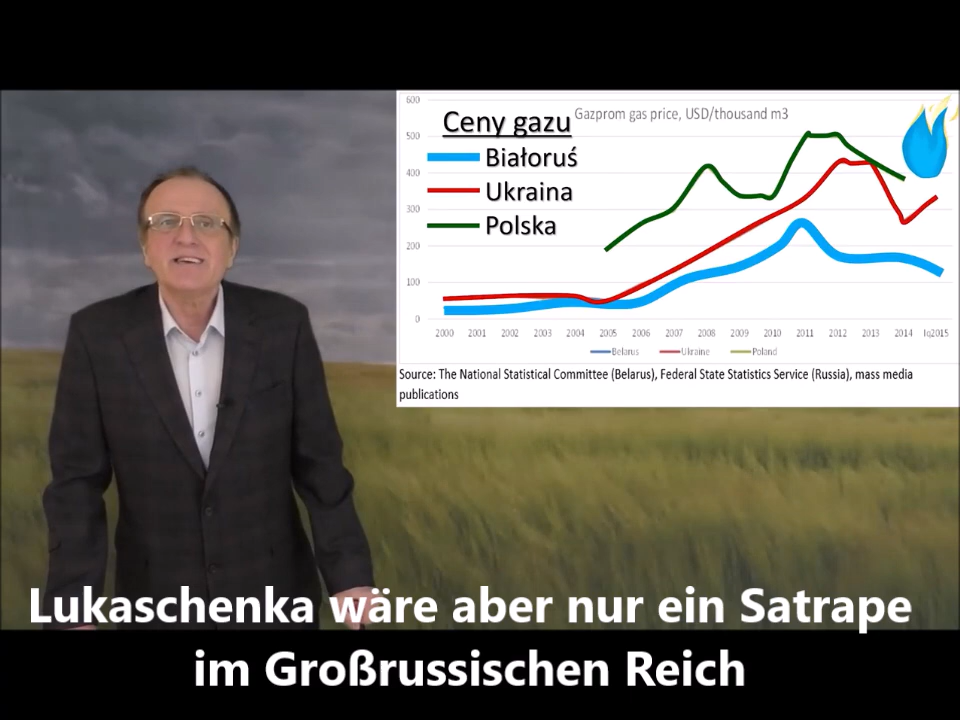 600
Gazprom gas price, USD/thousand m3
Ceny gazu
500
Białoruś
400
Ukraina
300
Polska
200
100
0
2000 2001 2002 2003 2004 2005 2006 2007 2008 2009 2010 2011 2012 2013 2014 Iq2015
Belarus Ukraine Poland
Source: The National Statistical Committee (Belarus), Federal State Statistics Service (Russia), mass media
publications
Lukaschenka wäre aber nur ein Satrape
im Großrussischen Reich